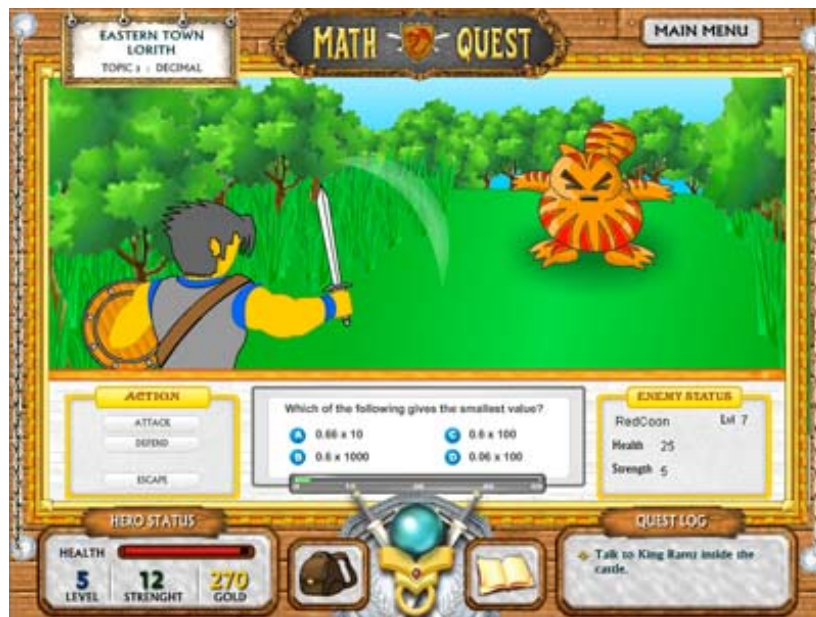 EASTERN TOWN
LORITH
TOPIC 2 : DECIMAL
MATH QUEST
MAIN MENU
ACTION
ATTACK
DEFEND
ESCAPE
Which of the following gives the smallest value?
A 0.66 x 10
C 0.6 x 100
B 0.6 x 1000
D 0.06 x 100
ENEMY STATUS
RedCoon Lvl 7
Health 25
Strength 5
HERO STATUS
HEALTH
5 12 270
LEVEL STRENGHT GOLD
QUEST LOG
Talk to King Ramz inside the
castle.